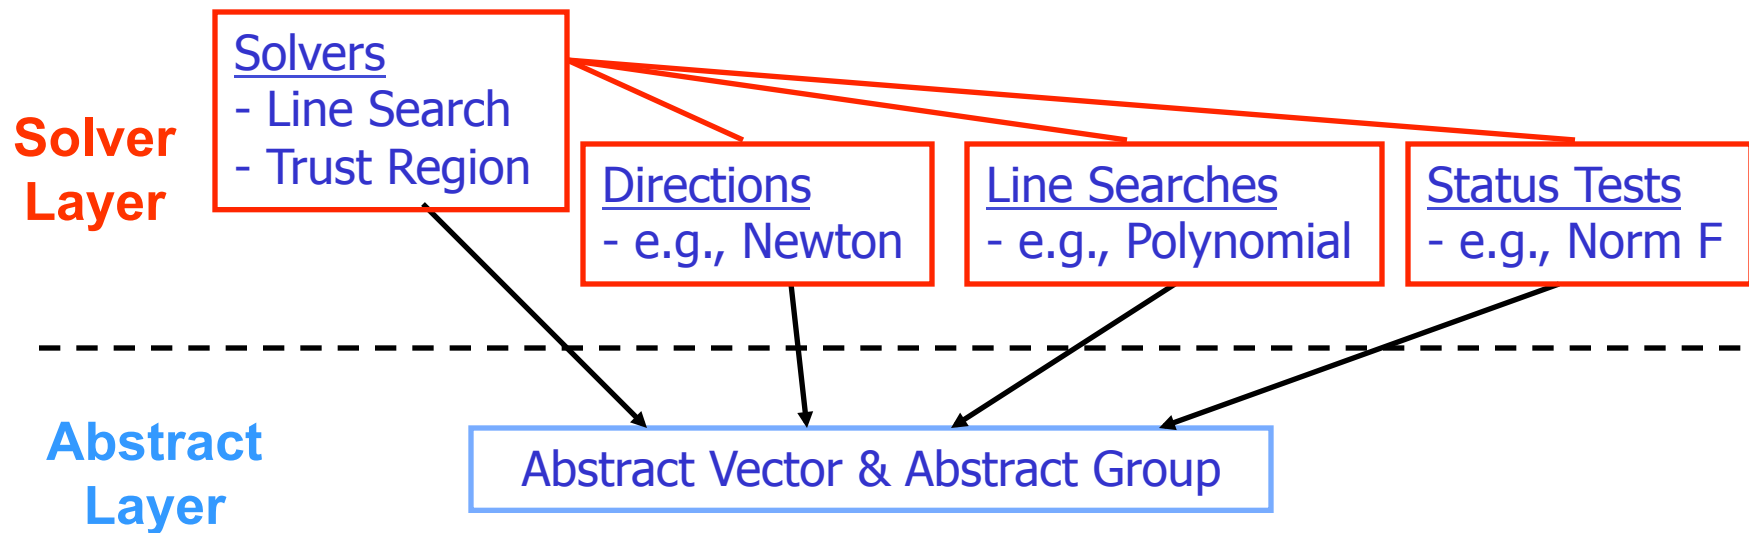 Solver
Layer
Solvers
- Line Search
- Trust Region
Directions
- e.g., Newton
Line Searches
- e.g., Polynomial
Status Tests
- e.g., Norm F
Abstract
Layer
Abstract Vector & Abstract Group